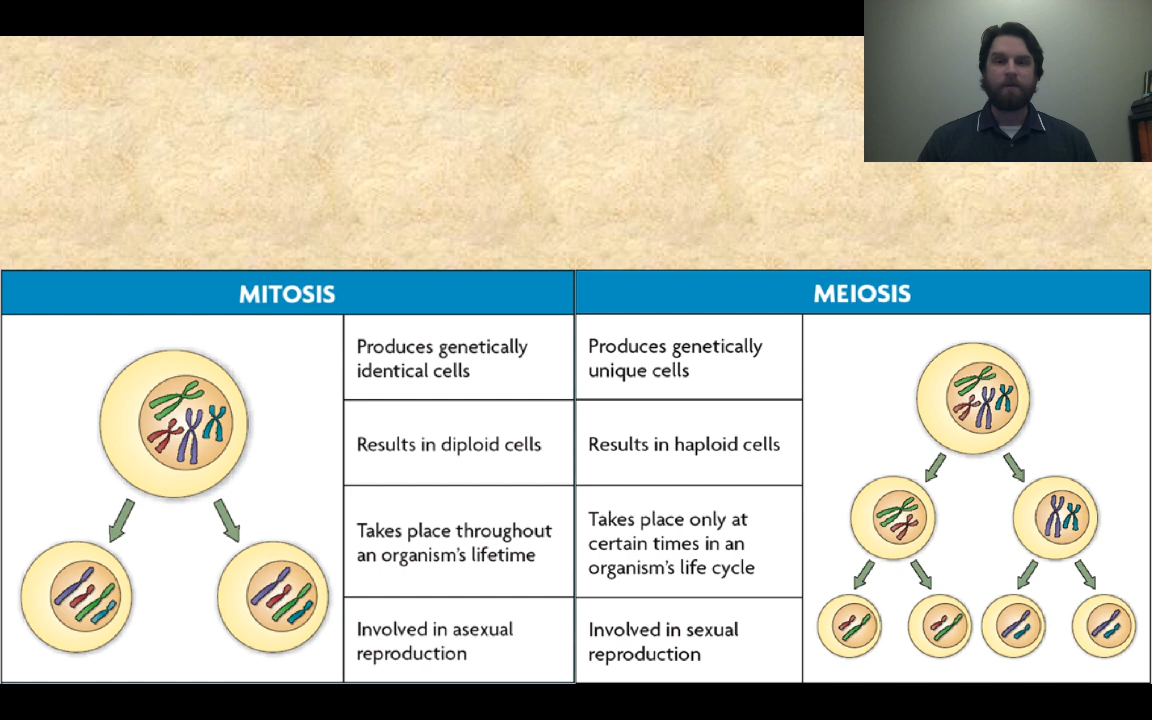 MITOSIS
Produces genetically
identical cells
Results in diploid cells
Takes place throughout
an organism's lifetime
Involved in asexual
reproduction
MEIOSIS
Produces genetically
unique cells
Results in haploid cells
Takes place only at
certain times in an
organism's life cycle
Involved in sexual
reproduction